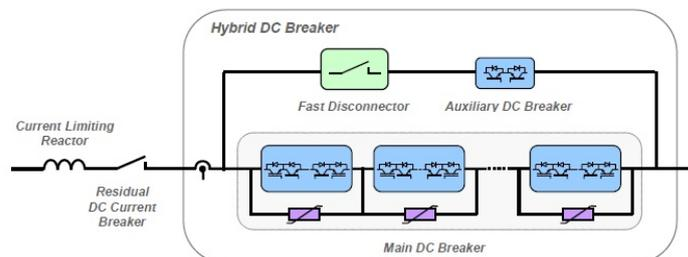 Hybrid DC Breaker
Fast Disconnector
Auxiliary DC Breaker
Current Limiting
Reactor
Residual
DC Current
Breaker
Main DC Breaker